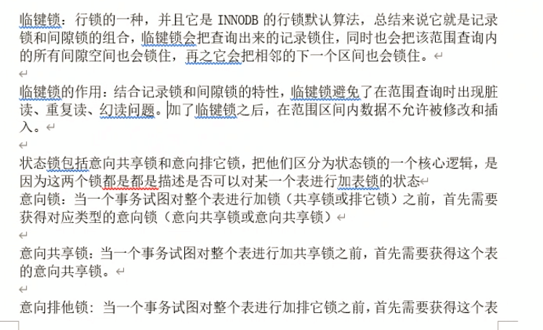 临键锁：行锁的一种，并且它是 INNODB 的行锁默认算法，总结来说它就是记录
锁和间隙锁的组合，临键锁会把查询出来的记录锁住，同时也会把该范围查询内
的所有间隙空间也会锁住，再之它会把相邻的下一个区间也会锁住。
临键锁的作用：结合记录锁和间隙锁的特性，临键锁避免了在范围查询时出现脏
读、重复读、幻读问题。加了临键锁之后，在范围区间内数据不允许被修改和插
入。
状态锁包括意向共享锁和意向排它锁，把他们区分为状态锁的一个核心逻辑，是
因为这两个锁都是都是描述是否可以对某一个表进行加表锁的状态
意向锁：当一个事务试图对整个表进行加锁（共享锁或排它锁）之前，首先需要
获得对应类型的意向锁（意向共享锁或意向共享锁）
意向共享锁：当一个事务试图对整个表进行加共享锁之前，首先需要获得这个表
的意向共享锁。
意向排他锁：当一个事务试图对整个表进行加排它锁之前，首先需要获得这个表